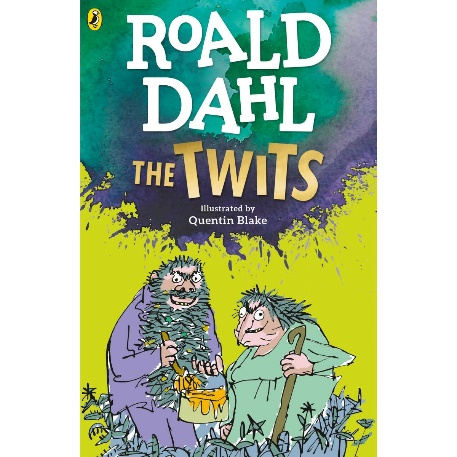 ROALD
DAHL
THE TWITS
Illustrated by
Quentin Blake